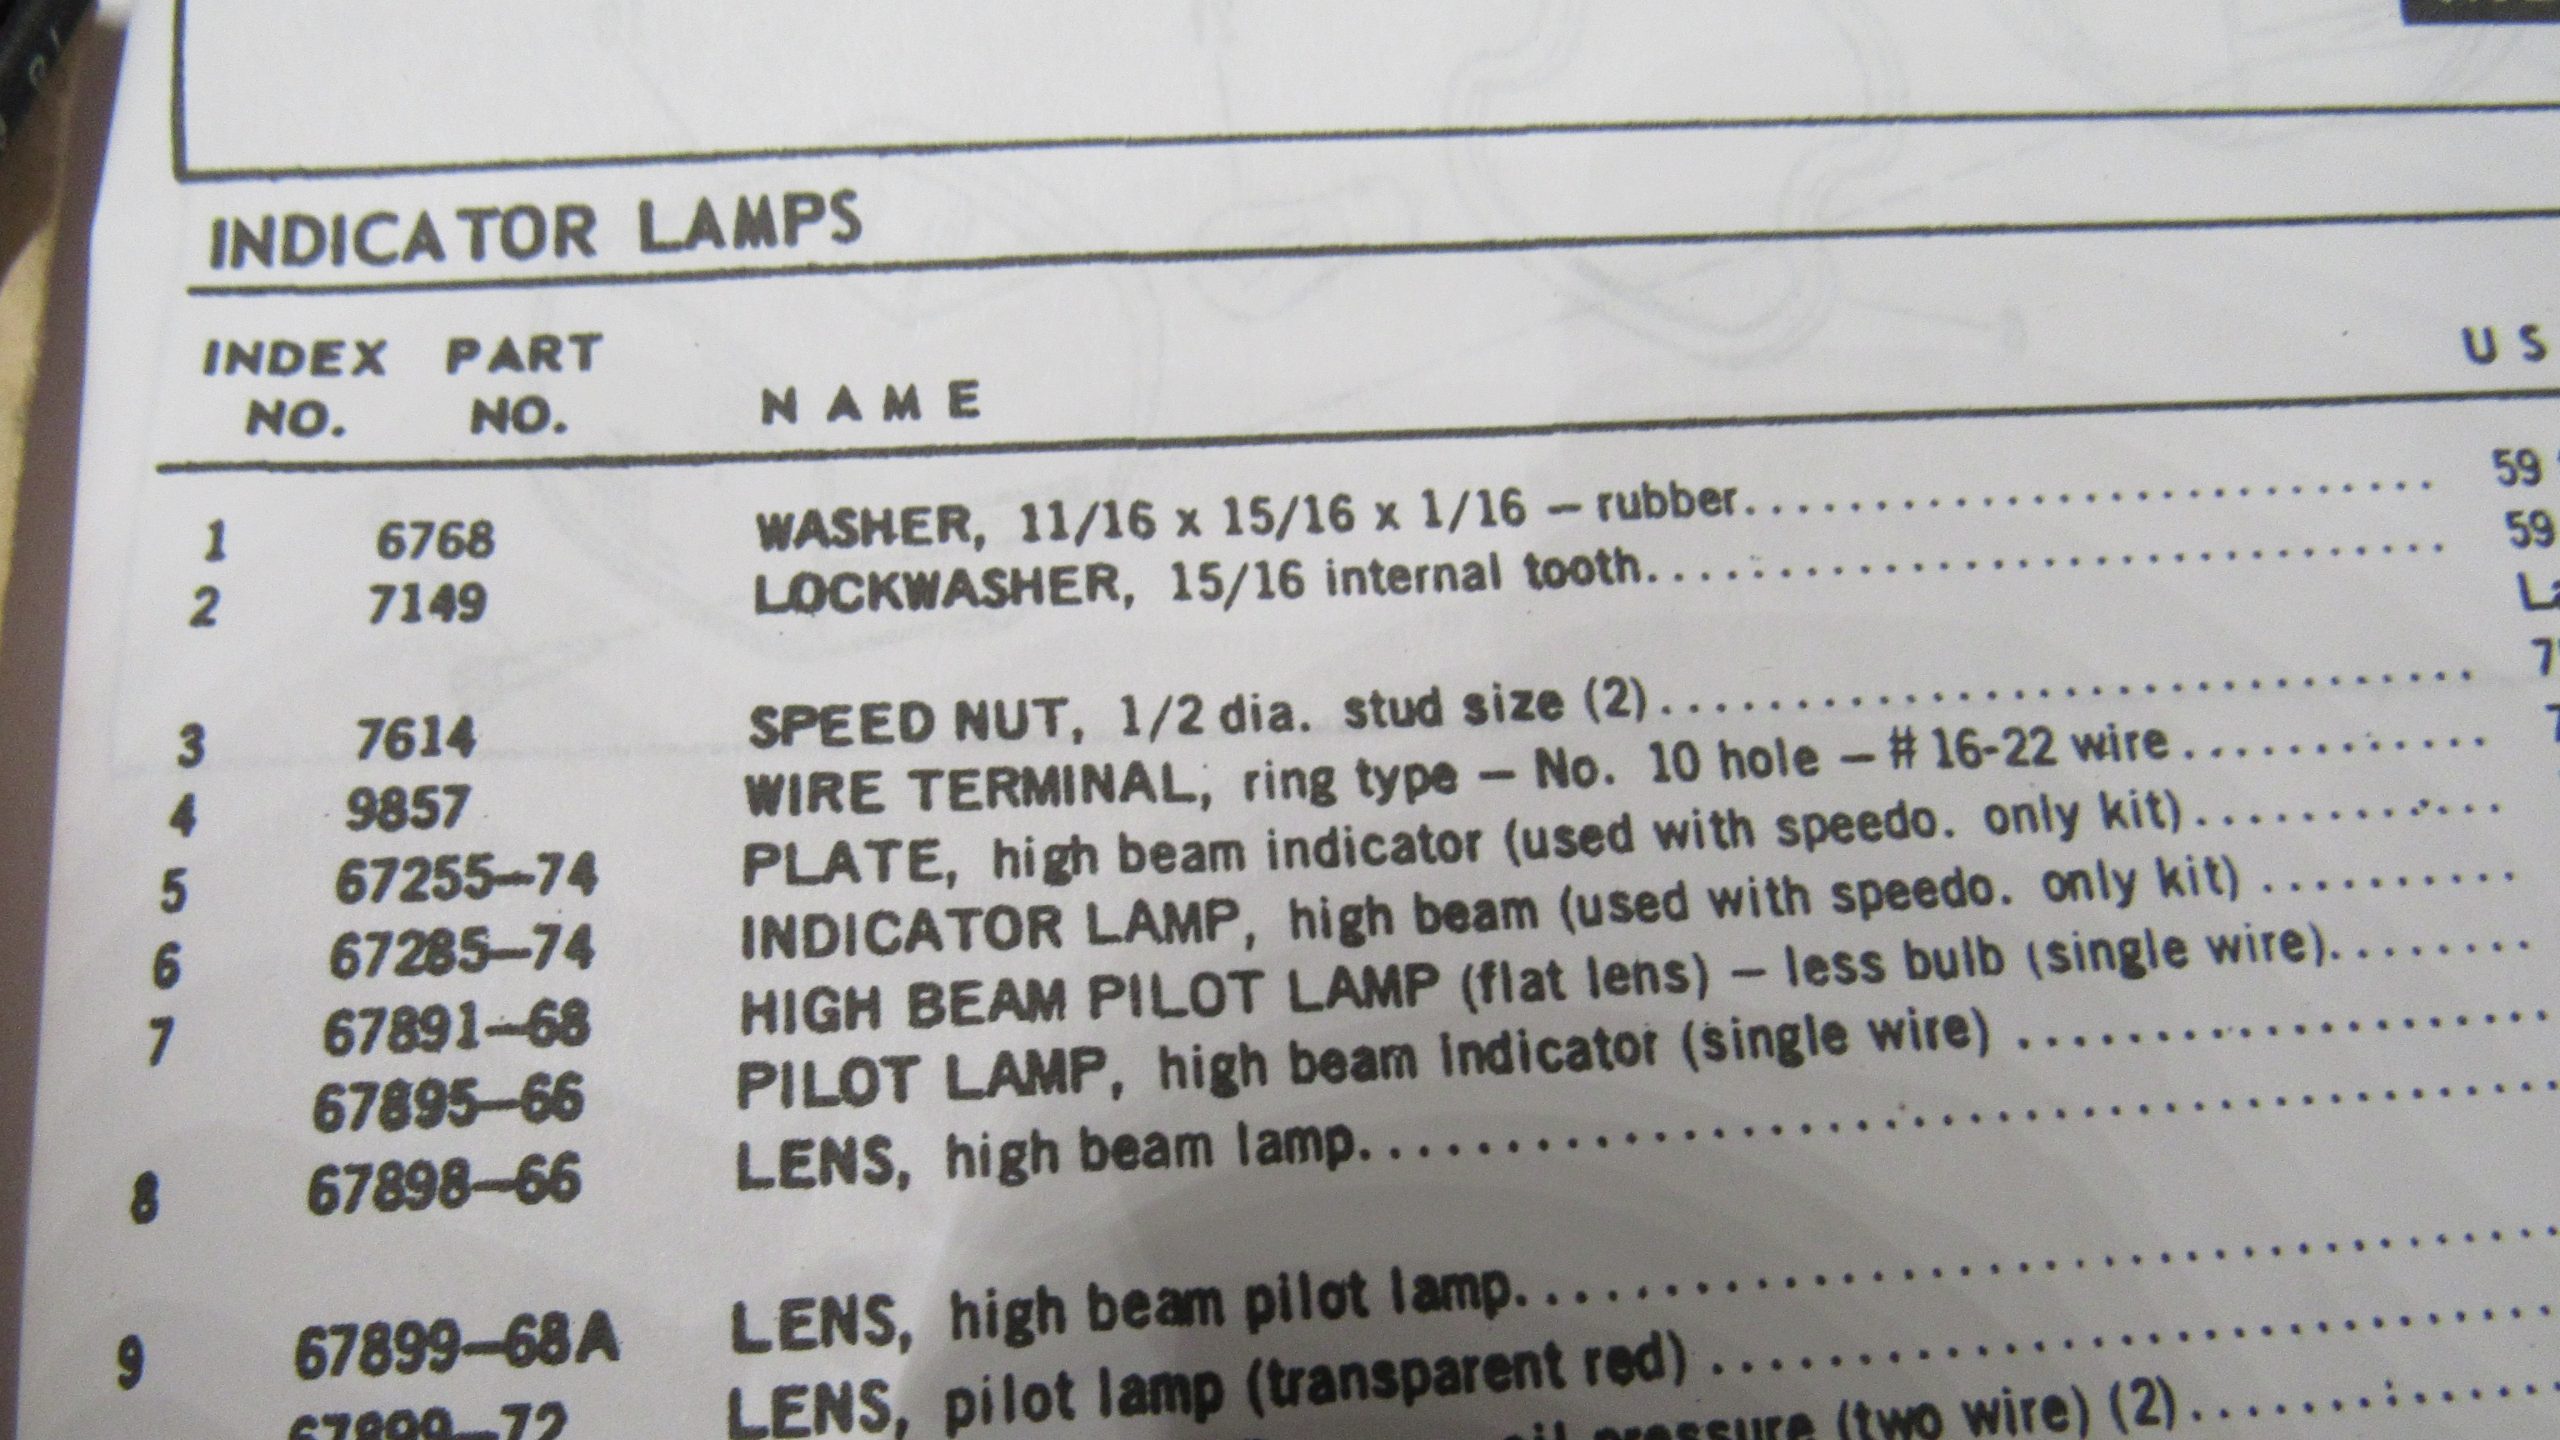 INDICATOR LAMPS
INDEX PART
NO. NO. NAME US
1 6768 WASHER, 11/16 x 15/16 x 1/16 – rubber........................ 59
2 7149 LOCKWASHER, 15/16 internal tooth........................ 59
3 7614 SPEED NUT, 1/2 dia. stud size (2)........................
4 9857 WIRE TERMINAL, ring type – No. 10 hole – # 16-22 wire............
5 67255–74 PLATE, high beam indicator (used with speedo. only kit)............
6 67285–74 INDICATOR LAMP, high beam (used with speedo. only kit)..........
7 67891–68 HIGH BEAM PILOT LAMP (flat lens) – less bulb (single wire)........
67895–66 PILOT LAMP, high beam indicator (single wire)....................
8 67898–66 LENS, high beam lamp........................
9 67899–68A LENS, high beam pilot lamp........................
67899–72 LENS, pilot lamp (transparent red)........................
oil pressure (two wire) (2)..............